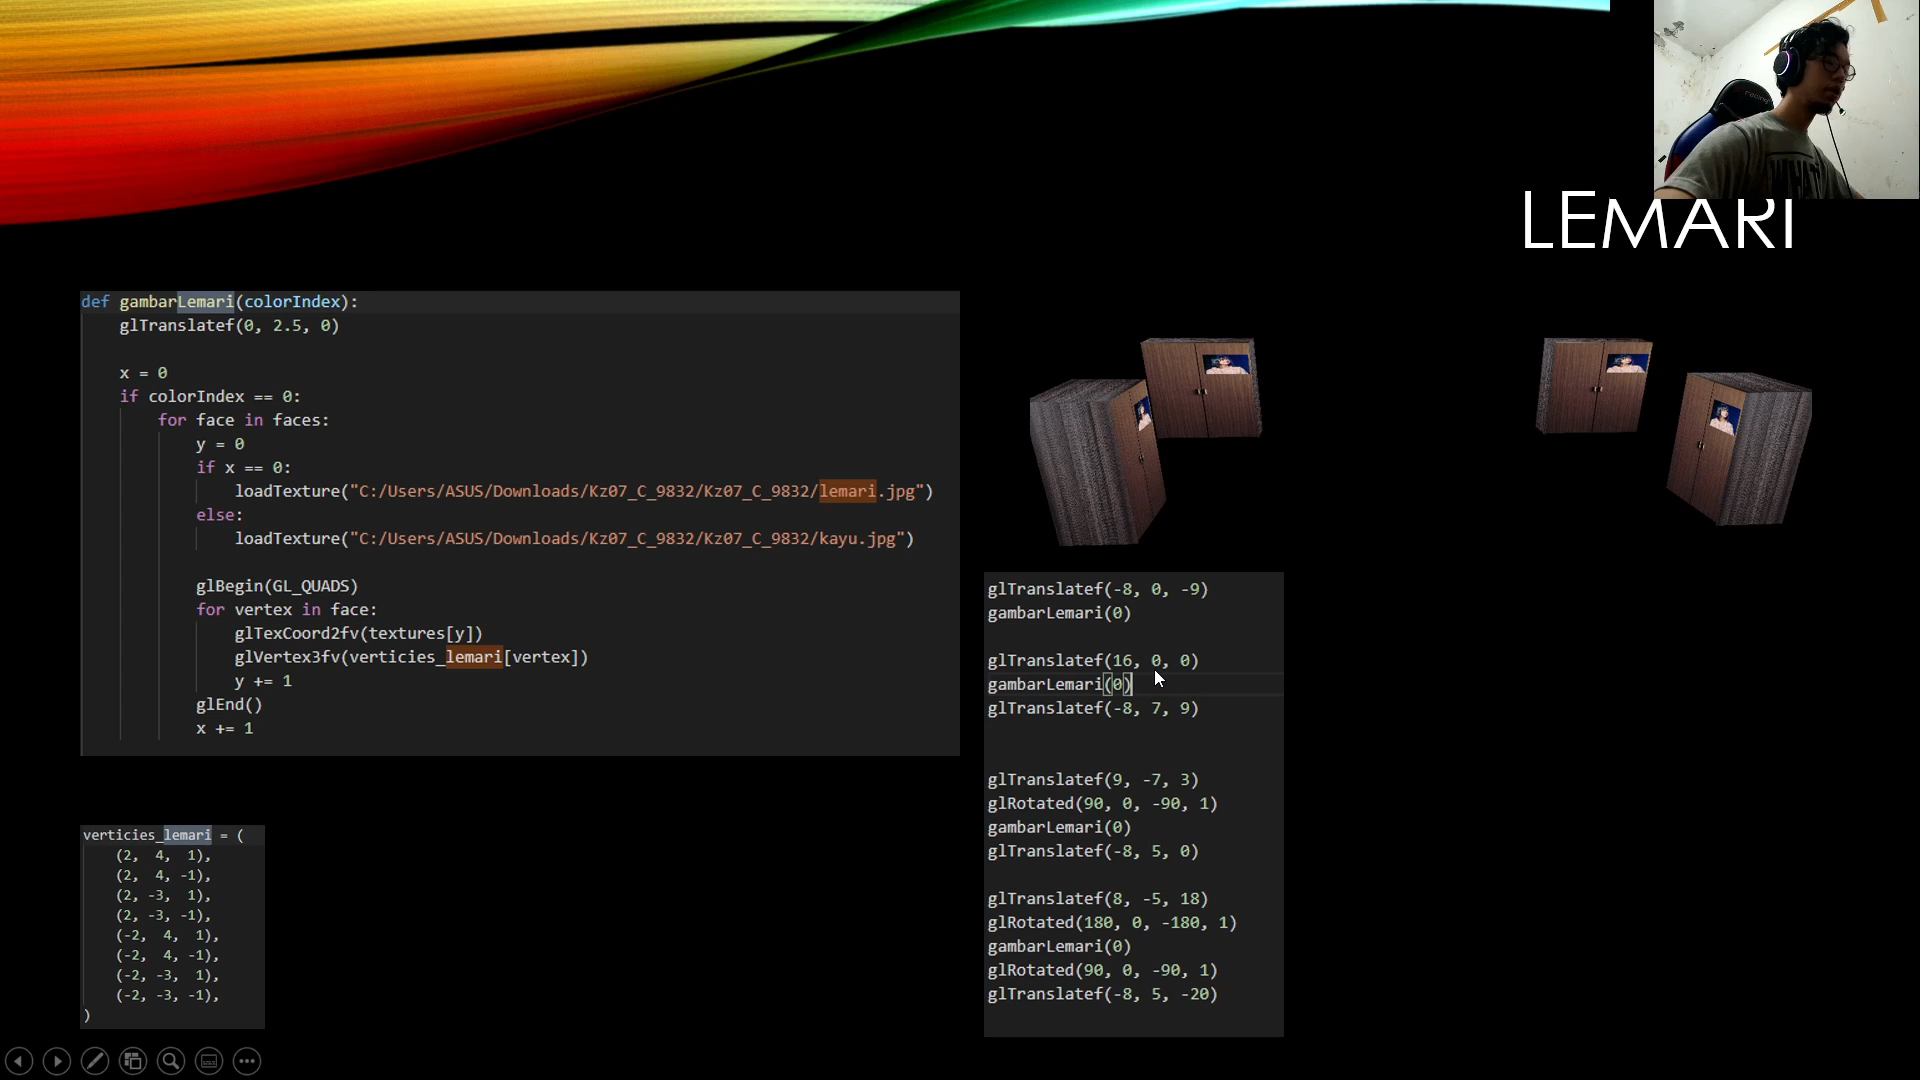 LEMARI
def gambarLemari(colorIndex):
    glTranslatef(0, 2.5, 0)
    x = 0
    if colorIndex == 0:
        for face in faces:
            y = 0
            if x == 0:
                loadTexture("C:/Users/ASUS/Downloads/Kz07_C_9832/Kz07_C_9832/lemari.jpg")
            else:
                loadTexture("C:/Users/ASUS/Downloads/Kz07_C_9832/Kz07_C_9832/kayu.jpg")
            glBegin(GL_QUADS)
            for vertex in face:
                glTexCoord2fv(textures[y])
                glVertex3fv(verticies_lemari[vertex])
                y += 1
            glEnd()
            x += 1
verticies_lemari = (
    (2,  4,  1),
    (2,  4, -1),
    (2, -3,  1),
    (2, -3, -1),
    (-2,  4,  1),
    (-2,  4, -1),
    (-2, -3,  1),
    (-2, -3, -1),
)
glTranslatef(-8, 0, -9)
gambarLemari(0)
glTranslatef(16, 0, 0)
gambarLemari(0)
glTranslatef(-8, 7, 9)
glTranslatef(9, -7, 3)
glRotated(90, 0, -90, 1)
gambarLemari(0)
glTranslatef(-8, 5, 0)
glTranslatef(8, -5, 18)
glRotated(180, 0, -180, 1)
gambarLemari(0)
glRotated(90, 0, -90, 1)
glTranslatef(-8, 5, -20)